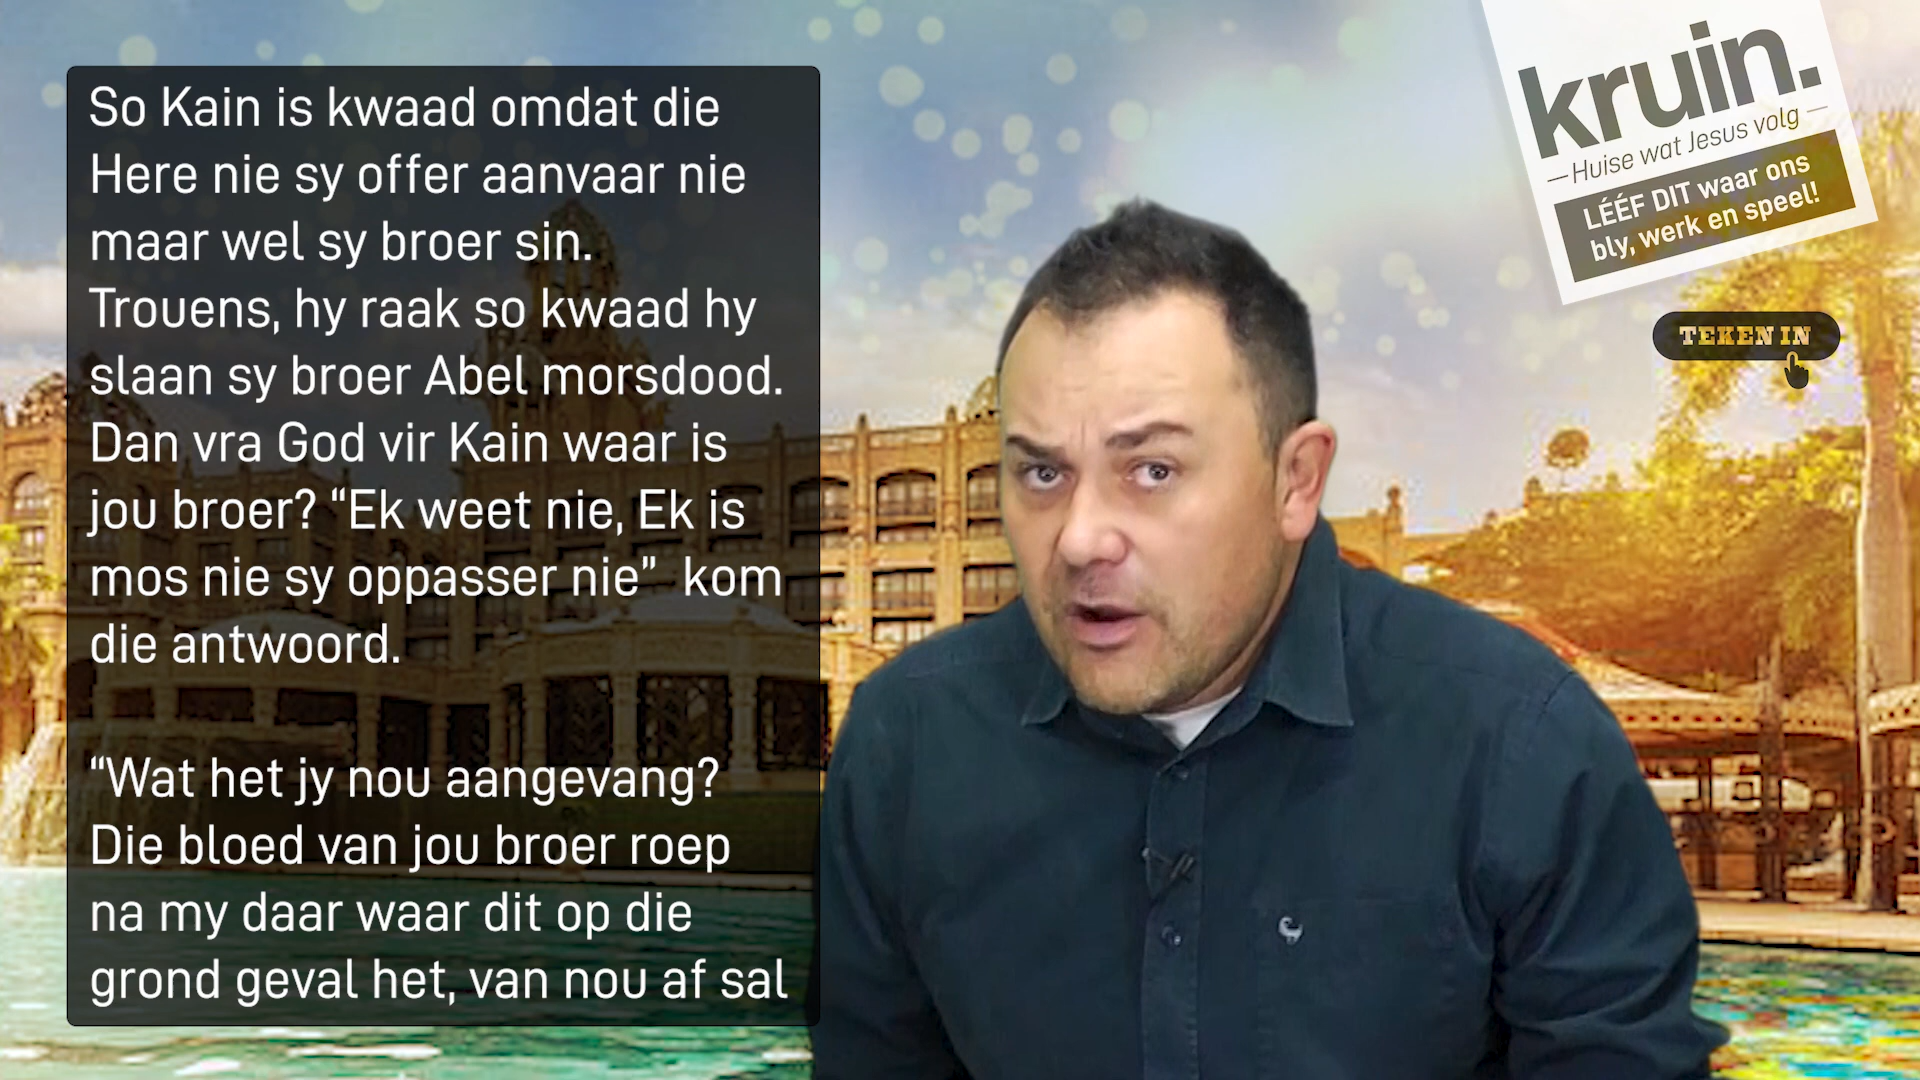 So Kain is kwaad omdat die
Here nie sy offer aanvaar nie
maar wel sy broer sin.
Trouens, hy raak so kwaad hy
slaan sy broer Abel morsdood.
Dan vra God vir Kain waar is
jou broer? “Ek weet nie, Ek is
mos nie sy oppasser nie”  kom
die antwoord.
“Wat het jy nou aangevang?
Die bloed van jou broer roep
na my daar waar dit op die
grond geval het, van nou af sal
kruin.
—Huise wat Jesus volg—
LÉÉF DIT waar ons
bly, werk en speel!
TEKEN IN